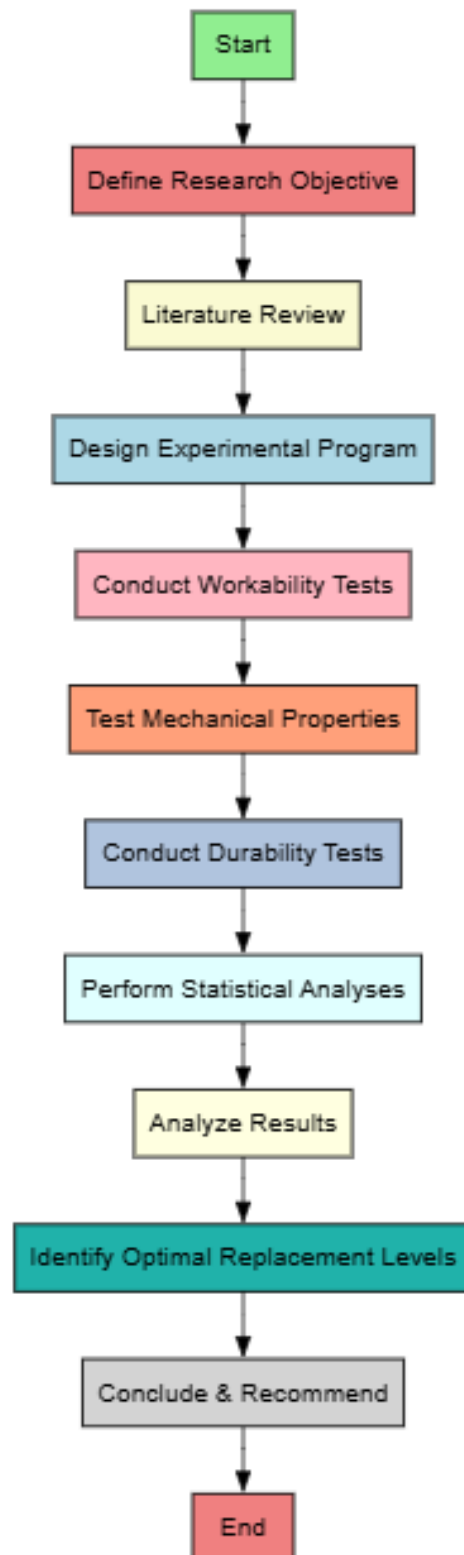 Start
Define Research Objective
Literature Review
Design Experimental Program
Conduct Workability Tests
Test Mechanical Properties
Conduct Durability Tests
Perform Statistical Analyses
Analyze Results
Identify Optimal Replacement Levels
Conclude & Recommend
End